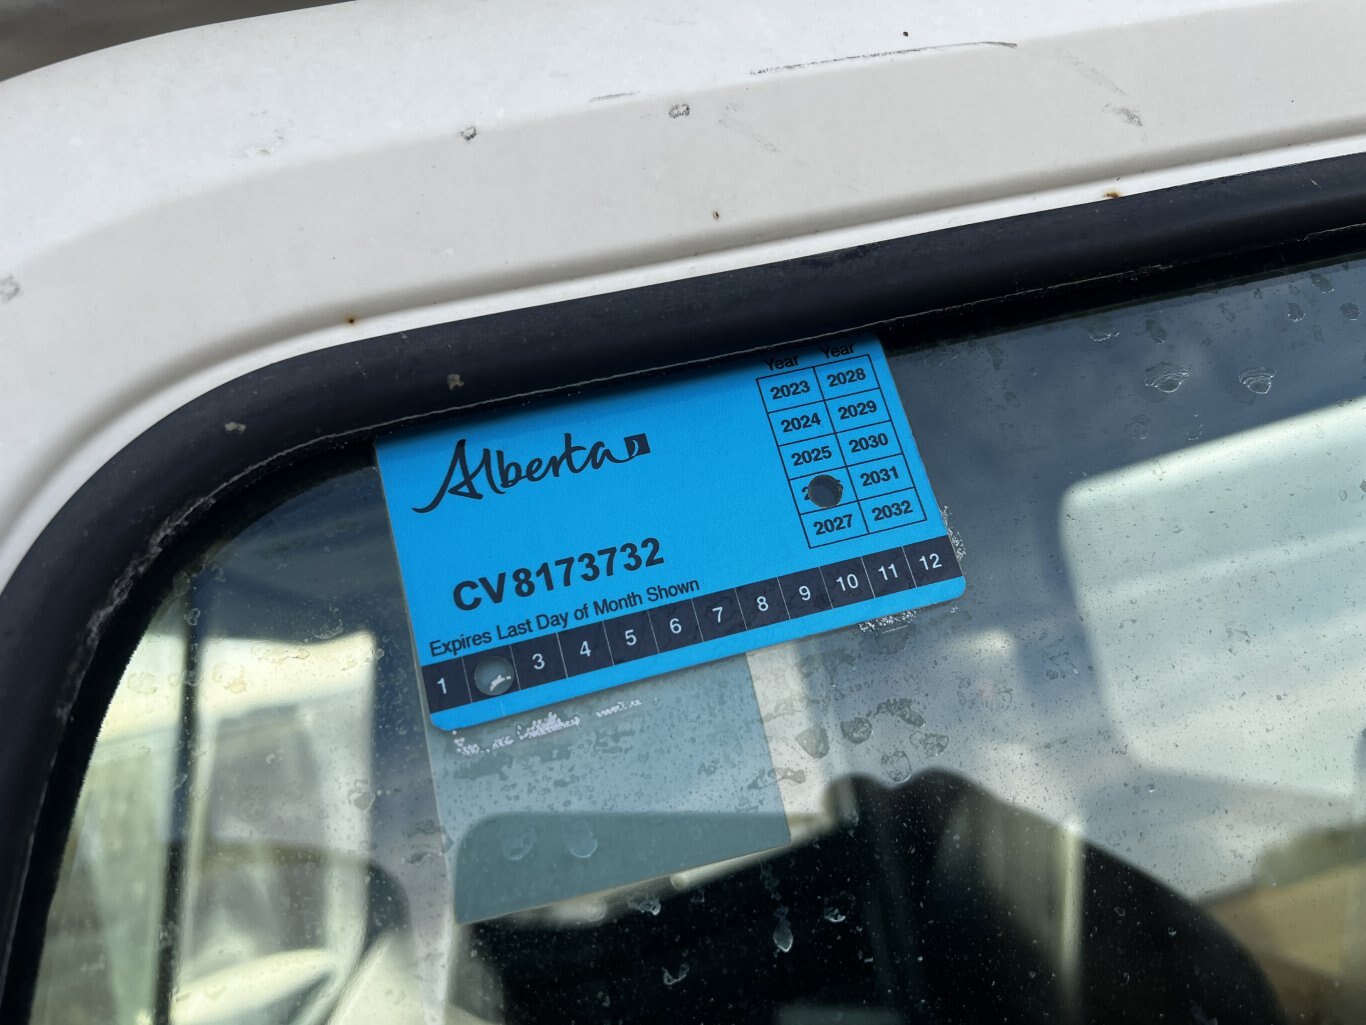 Alberta
Year Year
2023 2028
2024 2029
2025 2030
2031
2027 2032
CV8173732
Expires Last Day of Month Shown
1 3 4 5 6 7 8 9 10 11 12